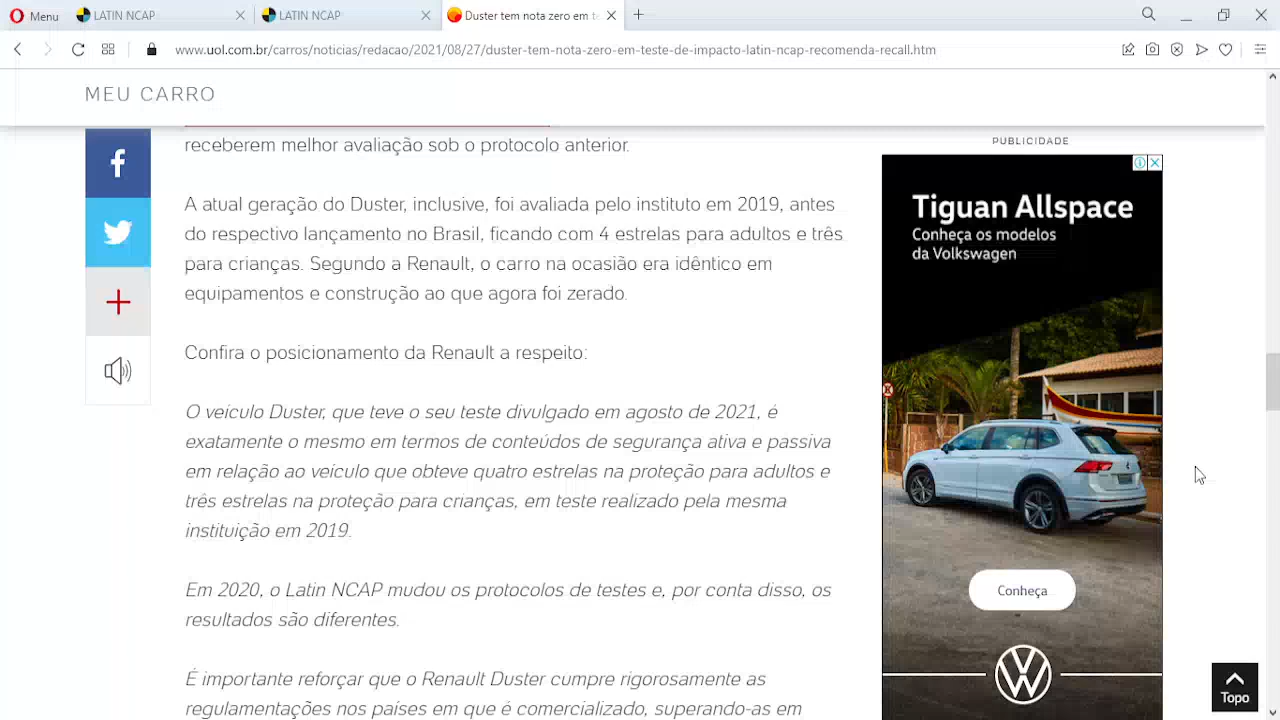 Menu
LATIN NCAP
LATIN NCAP
Duster tem nota zero em te
www.uol.com.br/carros/noticias/redacao/2021/08/27/duster-tem-nota-zero-em-teste-de-impacto-latin-ncap-recomenda-recall.htm
MEU CARRO
receberem melhor avaliação sob o protocolo anterior.
A atual geração do Duster, inclusive, foi avaliada pelo instituto em 2019, antes
do respectivo lançamento no Brasil, ficando com 4 estrelas para adultos e três
para crianças. Segundo a Renault, o carro na ocasião era idêntico em
equipamentos e construção ao que agora foi zerado.
Confira o posicionamento da Renault a respeito:
O veículo Duster, que teve o seu teste divulgado em agosto de 2021, é
exatamente o mesmo em termos de conteúdos de segurança ativa e passiva
em relação ao veículo que obteve quatro estrelas na proteção para adultos e
três estrelas na proteção para crianças, em teste realizado pela mesma
instituição em 2019.
Em 2020, o Latin NCAP mudou os protocolos de testes e, por conta disso, os
resultados são diferentes.
É importante reforçar que o Renault Duster cumpre rigorosamente as
regulamentações nos países em que é comercializado, superando-as em
PUBLICIDADE
Tiguan Allspace
Conheça os modelos
da Volkswagen
Conheça
Topo